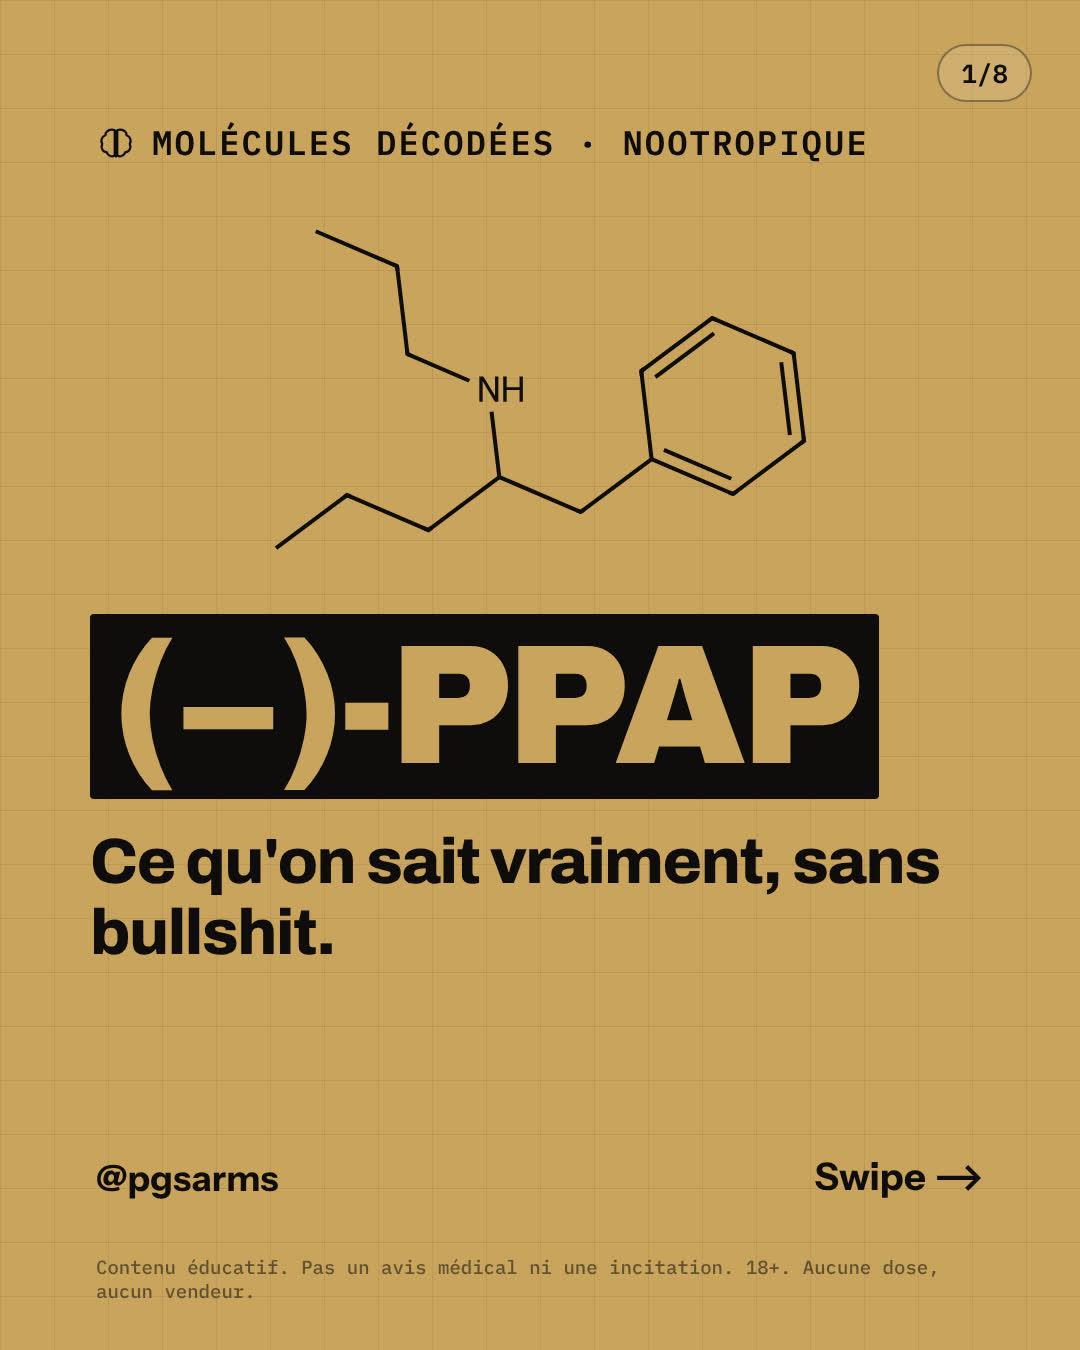 1/8
MOLÉCULES DÉCODÉES · NOOTROPIQUE
NH
(—)-PPAP
Ce qu'on sait vraiment, sans
bullshit.
@pgsarms
Swipe →
Contenu éducatif. Pas un avis médical ni une incitation. 18+. Aucune dose,
aucun vendeur.